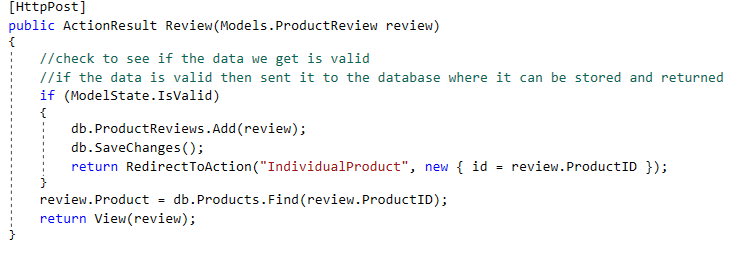 [HttpPost]
public ActionResult Review(Models.ProductReview review)
{
//check to see if the data we get is valid
//if the data is valid then sent it to the database where it can be stored and returned
if (ModelState.IsValid)
{
db.ProductReviews.Add(review);
db.SaveChanges();
return RedirectToAction("IndividualProduct", new { id = review.ProductID });
}
review.Product = db.Products.Find(review.ProductID);
return View(review);
}